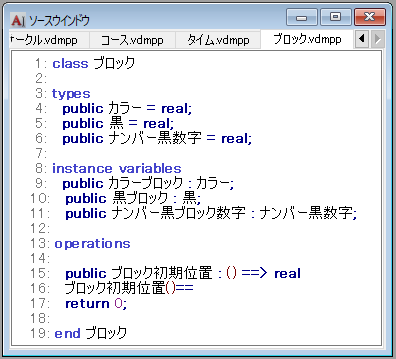 ソースウインドウ
ークル.vdmpp コース.vdmpp タイム.vdmpp ブロック.vdmpp
1: class ブロック
2:
3: types
4: public カラー = real;
5: public 黒 = real;
6: public ナンバー黒数字 = real;
7:
8: instance variables
9: public カラーブロック : カラー;
10: public 黒ブロック : 黒;
11: public ナンバー黒ブロック数字 : ナンバー黒数字;
12:
13: operations
14:
15: public ブロック初期位置 : () ==> real
16: ブロック初期位置()==
17: return 0;
18:
19: end ブロック